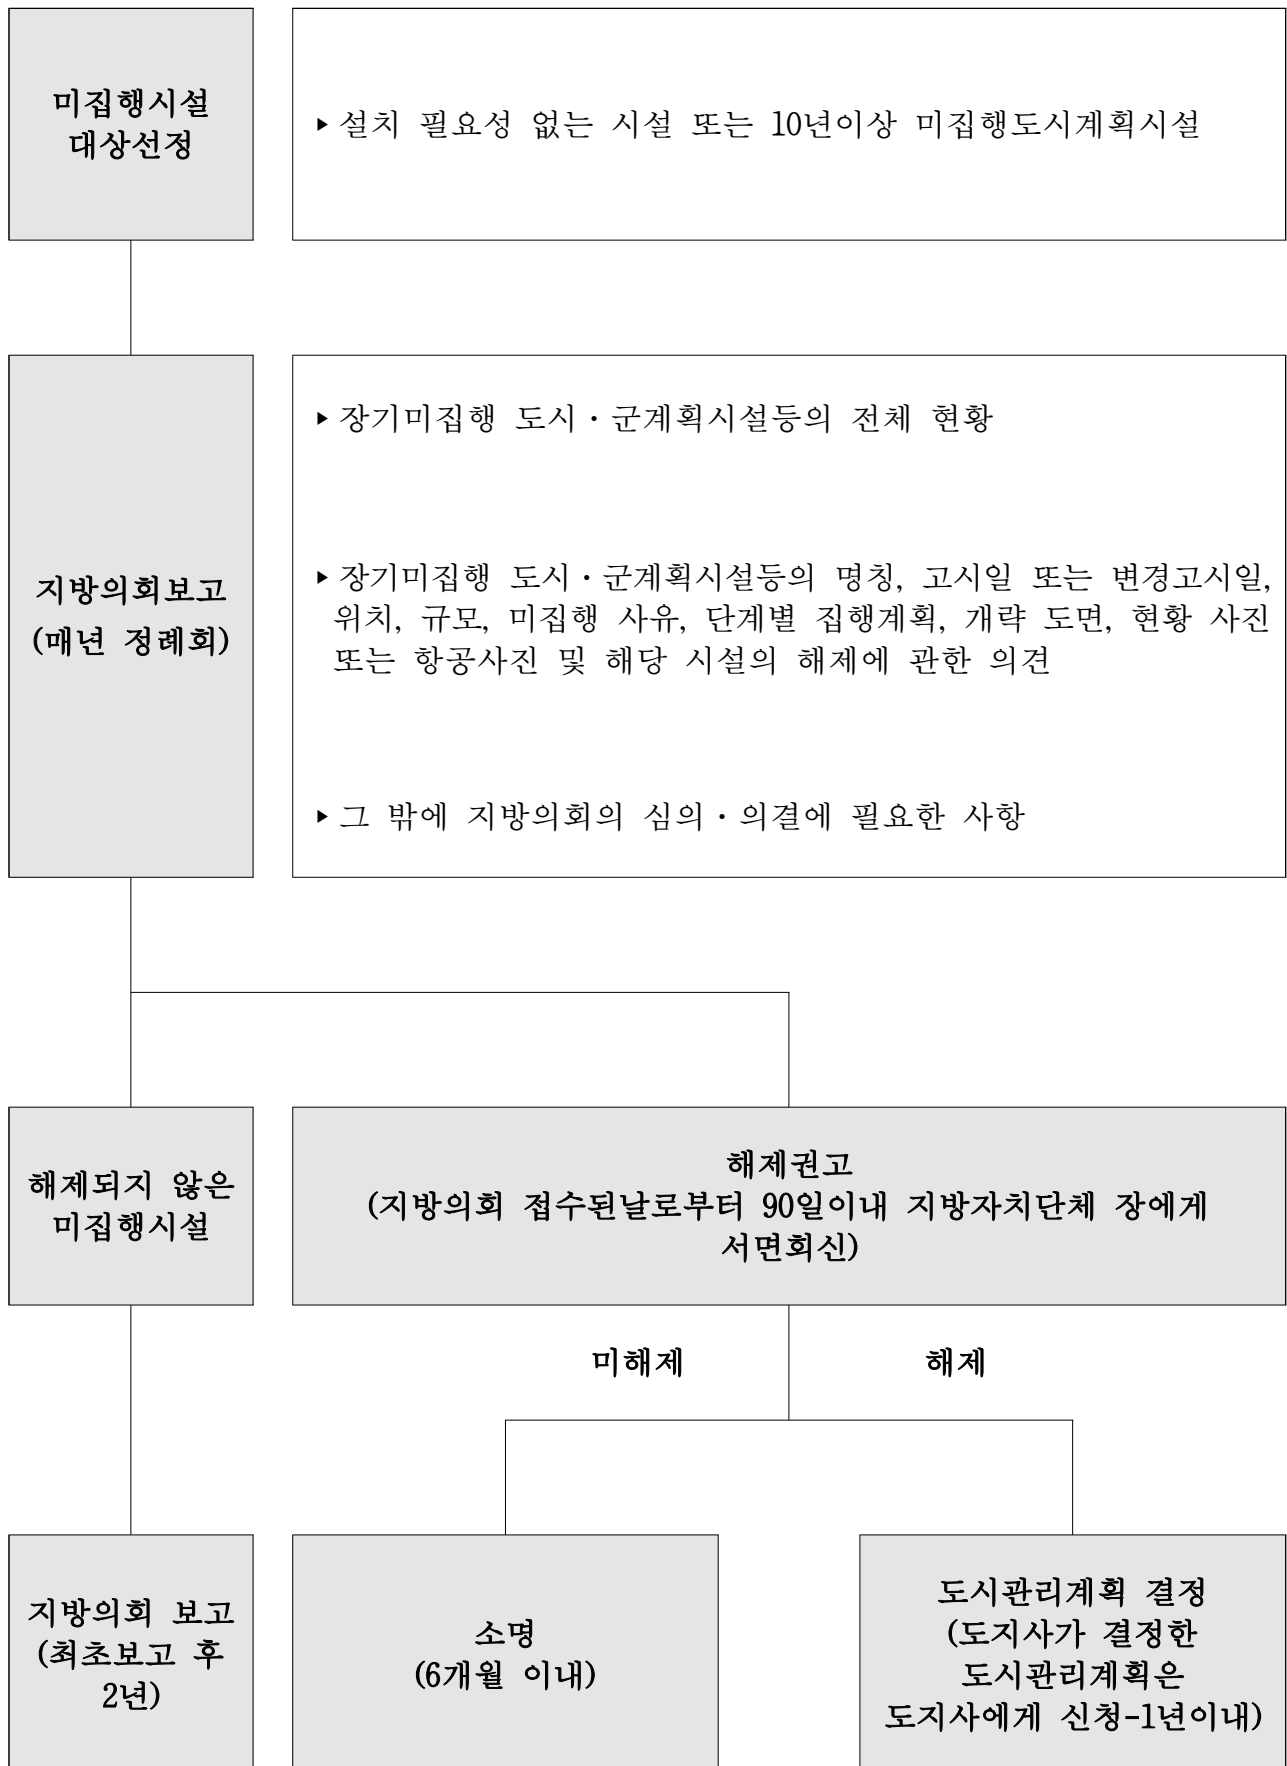 미집행시설
대상선정
▸설치 필요성 없는 시설 또는 10년이상 미집행도시계획시설
지방의회보고
(매년 정례회)
▸장기미집행 도시·군계획시설등의 전체 현황
▸장기미집행 도시·군계획시설등의 명칭, 고시일 또는 변경고시일,
위치, 규모, 미집행 사유, 단계별 집행계획, 개략 도면, 현황 사진
또는 항공사진 및 해당 시설의 해제에 관한 의견
▸그 밖에 지방의회의 심의·의결에 필요한 사항
해제되지 않은
미집행시설
해제권고
(지방의회 접수된날로부터 90일이내 지방자치단체 장에게
서면회신)
미해제
해제
지방의회 보고
(최초보고 후
2년)
소명
(6개월 이내)
도시관리계획 결정
(도지사가 결정한
도시관리계획은
도지사에게 신청-1년이내)